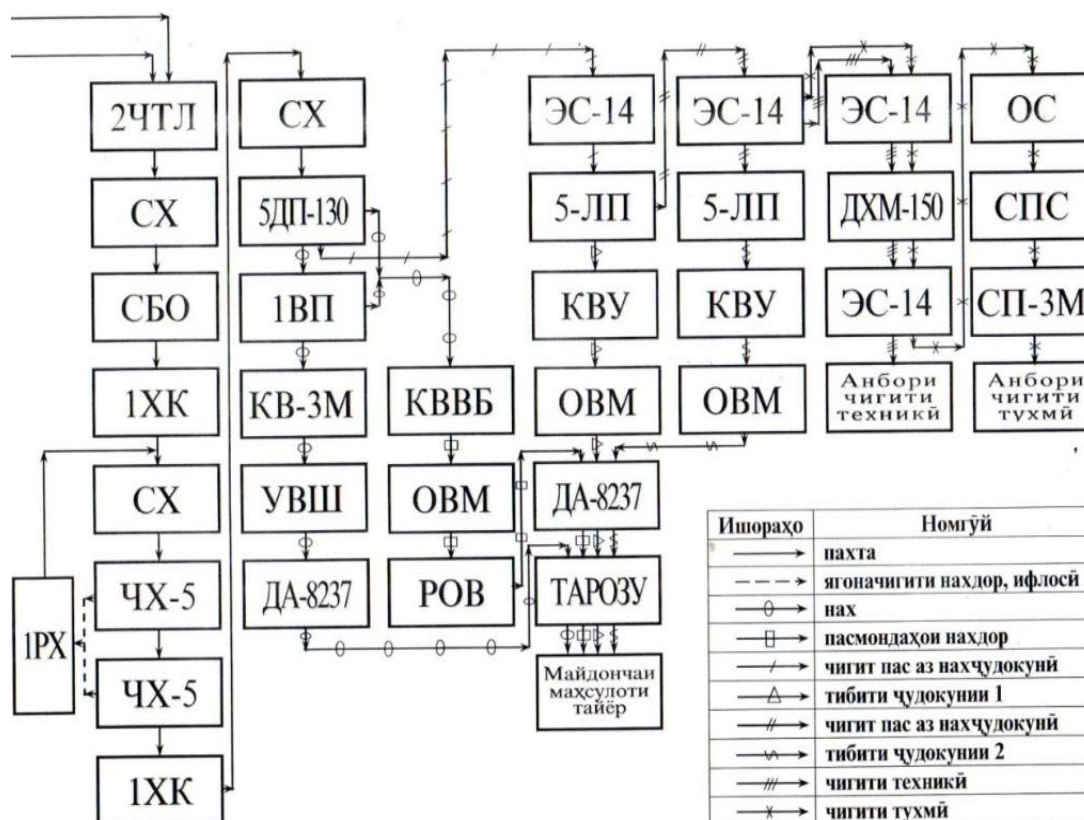 2ЧТЛ
СХ
СБО
1ХК
СХ
ЧХ-5
1РХ
ЧХ-5
1ХК
СХ
5ДП-130
1ВП
КВ-3М
УВШ
ДА-8237
КВВБ
ОВМ
РОВ
ЭС-14
5-ЛП
КВУ
ОВМ
ДА-8237
ТАРОЗУ
Майдончаи
маҳсулоти
тайёр
ЭС-14
5-ЛП
КВУ
ОВМ
ЭС-14
ДХМ-150
ЭС-14
Анбори
чигити
техникӣ
ОС
СПС
СП-3М
Анбори
чигити
тухмӣ
Ишораҳо Номгӯй
пахта
ягоначигити нахдор, ифлосӣ
нах
пасмондаҳои нахдор
чигит пас аз нахҷудокунӣ
тибити ҷудокунии 1
чигит пас аз нахҷудокунӣ
тибити ҷудокунии 2
чигити техникӣ
чигити тухмӣ